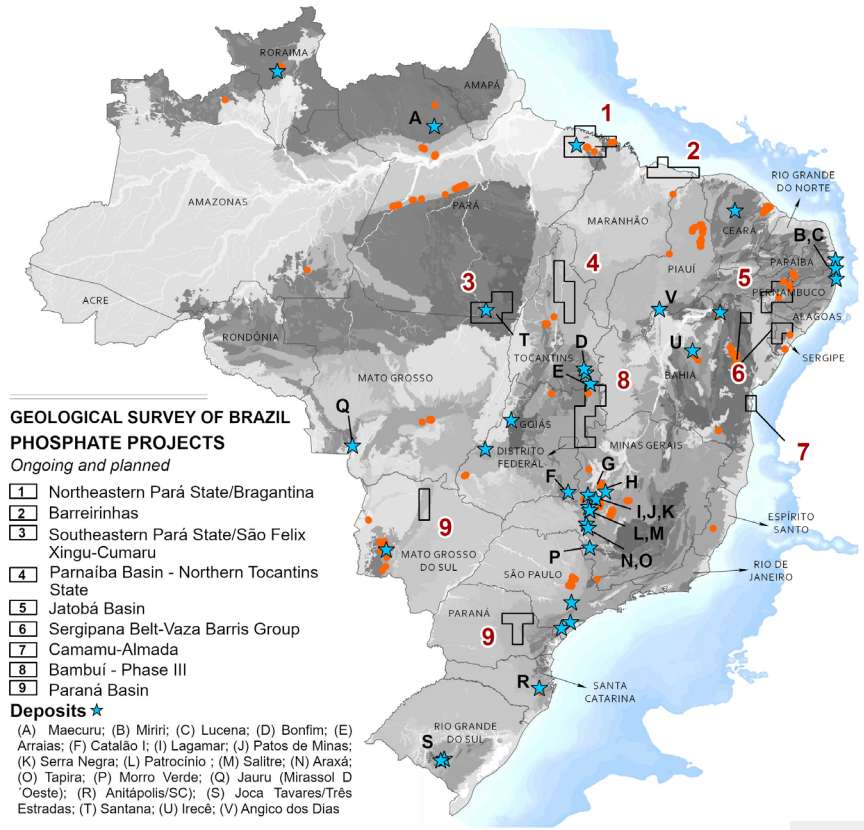 RORAIMA
AMAPÁ
A
1
2
RIO GRANDE
DO NORTE
AMAZONAS
PARÁ
MARANHÃO
CEARÁ
B,C
PARAÍBA
PIAUÍ
3
4
5
PERNAMBUCO
ACRE
V
ALAGOAS
RONDÔNIA
T
TOCANTINS
D
U
SERGIPE
E
8
BAHIA
6
MATO GROSSO
Q
GOIÁS
MINAS GERAIS
DISTRITO
FEDERAL
7
G
F
H
I,J,K
9
L,M
ESPÍRITO
SANTO
MATO GROSSO
DO SUL
P
N,O
SÃO PAULO
RIO DE
JANEIRO
PARANÁ
9
R
SANTA
CATARINA
RIO GRANDE
DO SUL
S
GEOLOGICAL SURVEY OF BRAZIL
PHOSPHATE PROJECTS
Ongoing and planned
1 Northeastern Pará State/Bragantina
2 Barreirinhas
3 Southeastern Pará State/São Felix
Xingu-Cumaru
4 Parnaíba Basin - Northern Tocantins
State
5 Jatobá Basin
6 Sergipana Belt-Vaza Barris Group
7 Camamu-Almada
8 Bambuí - Phase III
9 Paraná Basin
Deposits
(A) Maecuru; (B) Miriri; (C) Lucena; (D) Bonfim; (E)
Arraias; (F) Catalão I; (I) Lagamar; (J) Patos de Minas;
(K) Serra Negra; (L) Patrocínio ; (M) Salitre; (N) Araxá;
(O) Tapira; (P) Morro Verde; (Q) Jauru (Mirassol D
´Oeste); (R) Anitápolis/SC); (S) Joca Tavares/Três
Estradas; (T) Santana; (U) Irecê; (V) Angico dos Dias